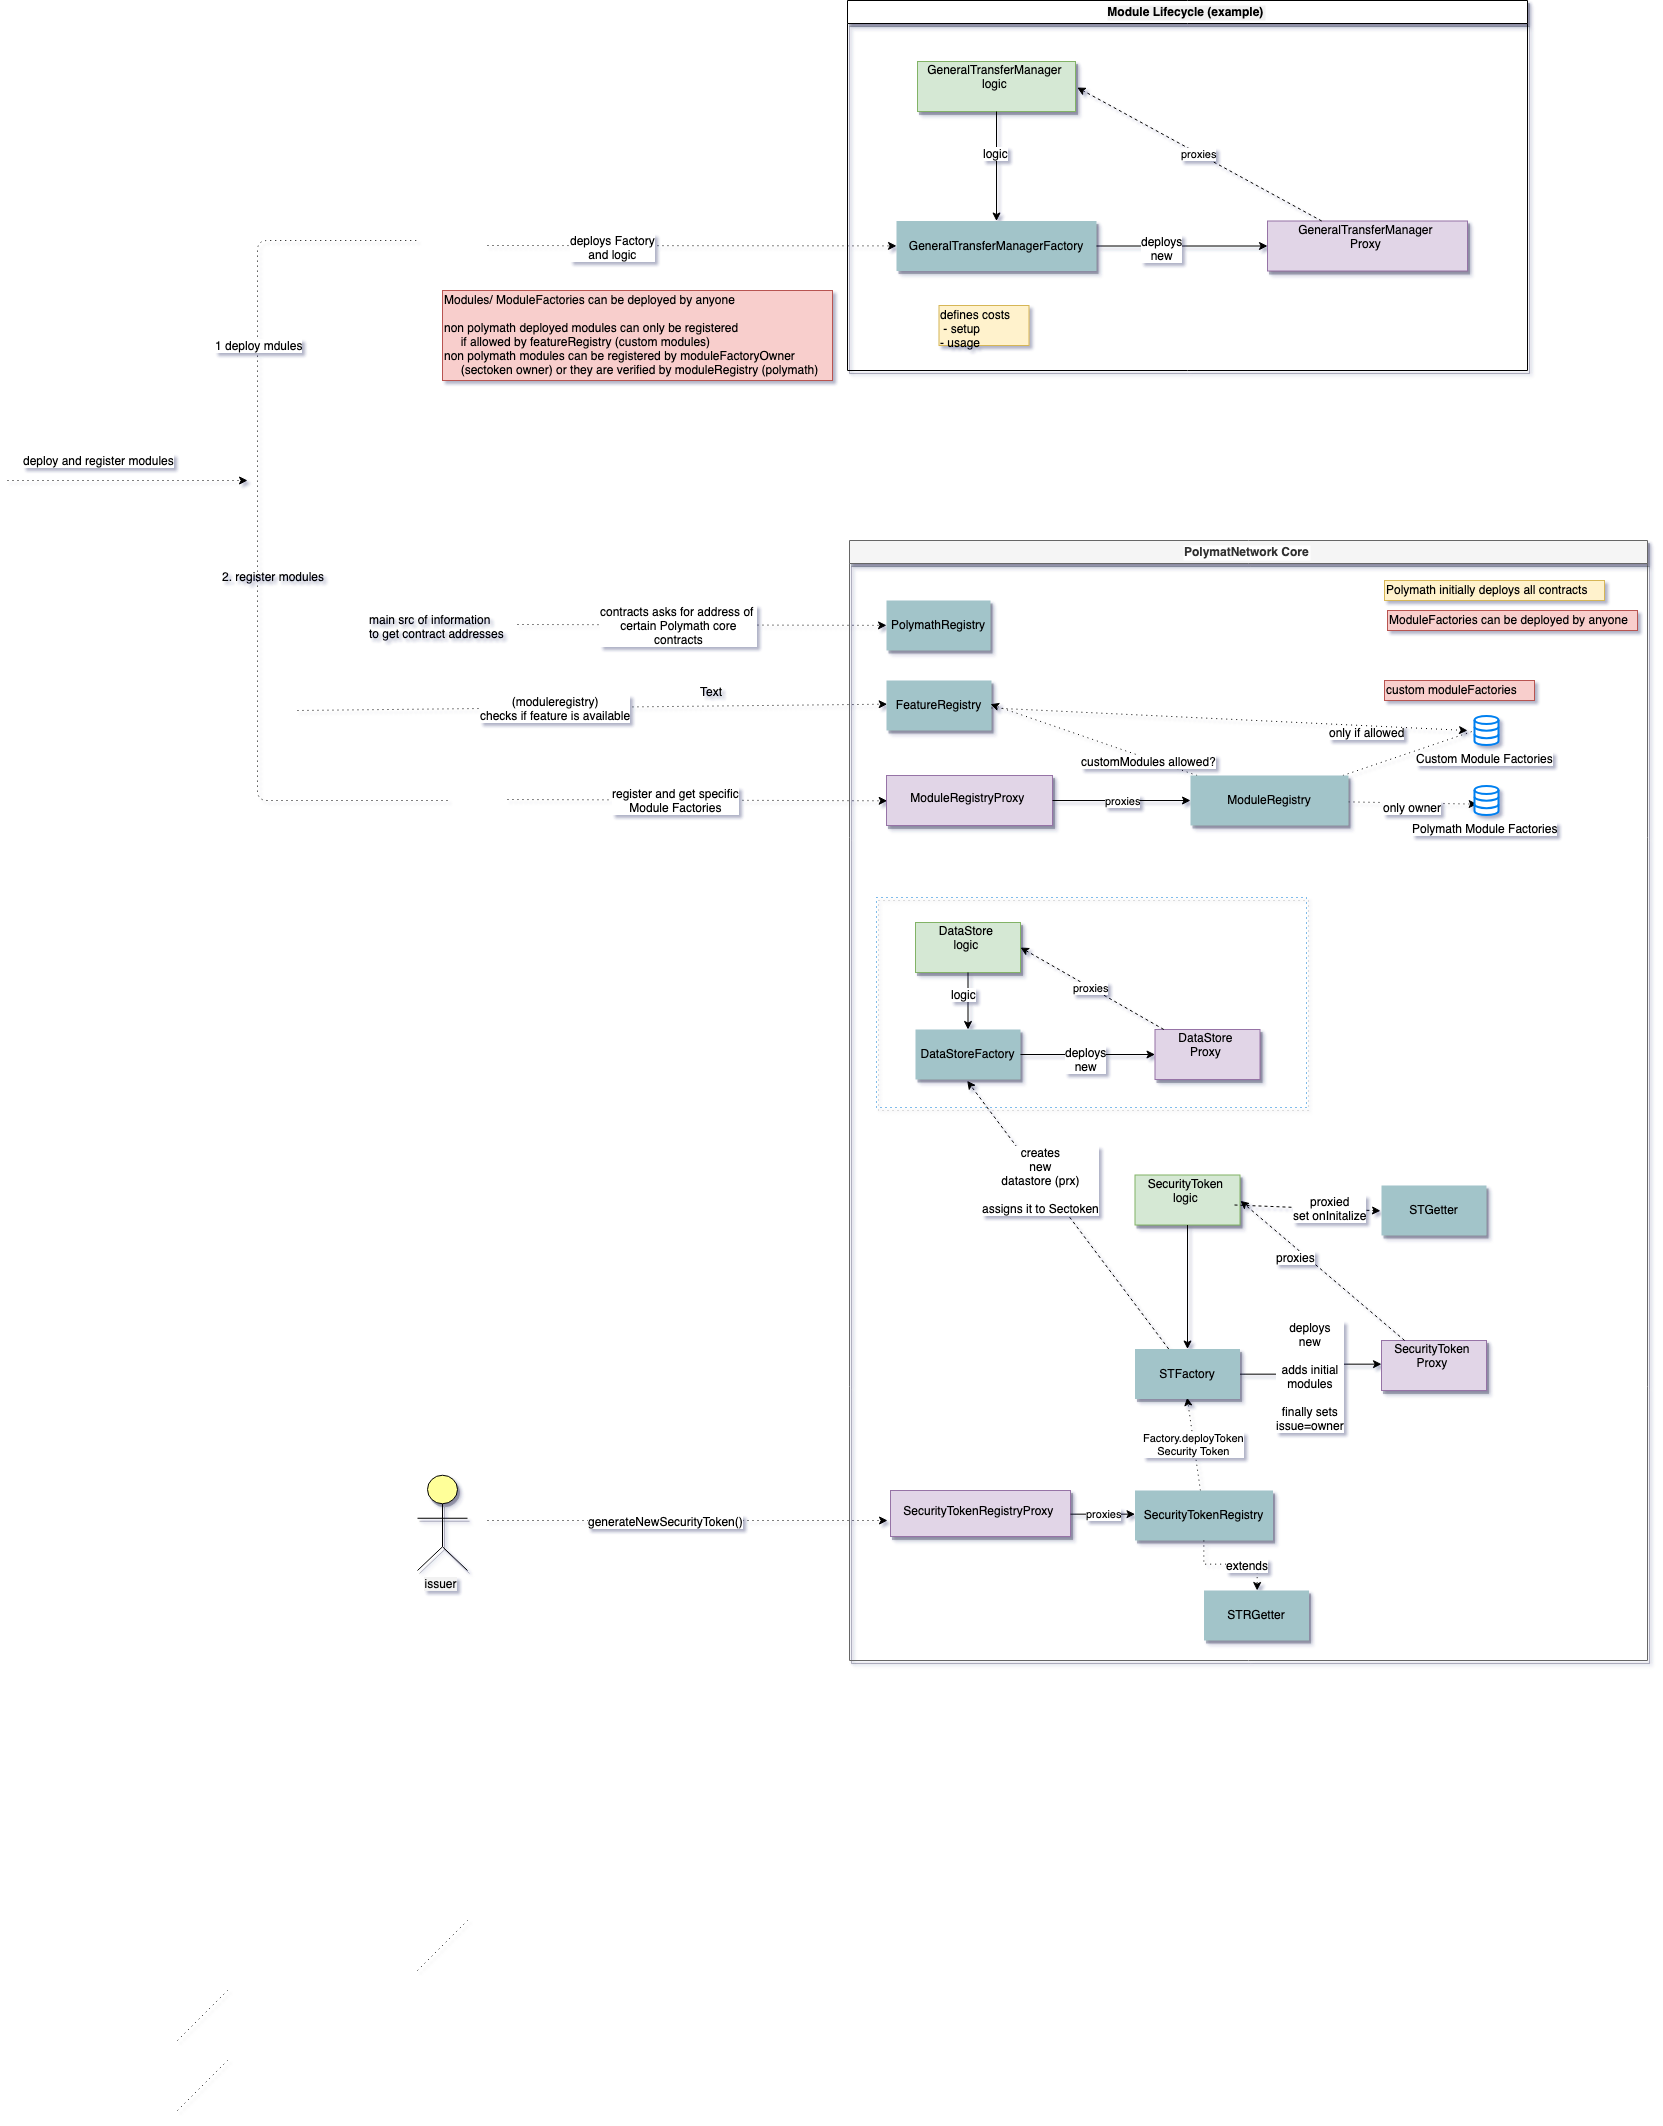 Module Lifecycle (example)
GeneralTransferManager
logic
logic
proxies
deploys Factory
and logic
GeneralTransferManagerFactory
deploys
new
GeneralTransferManager
Proxy
Modules/ ModuleFactories can be deployed by anyone
non polymath deployed modules can only be registered
if allowed by featureRegistry (custom modules)
non polymath modules can be registered by moduleFactoryOwner
(sectoken owner) or they are verified by moduleRegistry (polymath)
defines costs
- setup
- usage
1 deploy mdules
deploy and register modules
2. register modules
PolymatNetwork Core
Polymath initially deploys all contracts
ModuleFactories can be deployed by anyone
main src of information
to get contract addresses
contracts asks for address of
certain Polymath core
contracts
PolymathRegistry
(moduleregistry)
checks if feature is available
Text
FeatureRegistry
custom moduleFactories
only if allowed
Custom Module Factories
customModules allowed?
register and get specific
Module Factories
ModuleRegistryProxy
proxies
ModuleRegistry
only owner
Polymath Module Factories
DataStore
logic
logic
proxies
DataStoreFactory
deploys
new
DataStore
Proxy
creates
new
datastore (prx)
assigns it to Sectoken
SecurityToken
logic
proxied
set onInitalize
STGetter
proxies
STFactory
deploys
new
adds initial
modules
finally sets
issue=owner
SecurityToken
Proxy
Factory.deployToken
Security Token
issuer
generateNewSecurityToken()
SecurityTokenRegistryProxy
proxies
SecurityTokenRegistry
extends
STRGetter